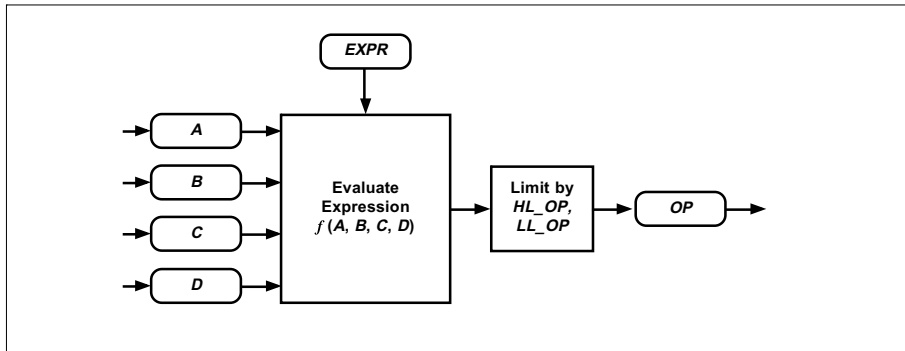 EXPR
A
B
C
D
Evaluate
Expression
f (A, B, C, D)
Limit by
HL_OP,
LL_OP
OP